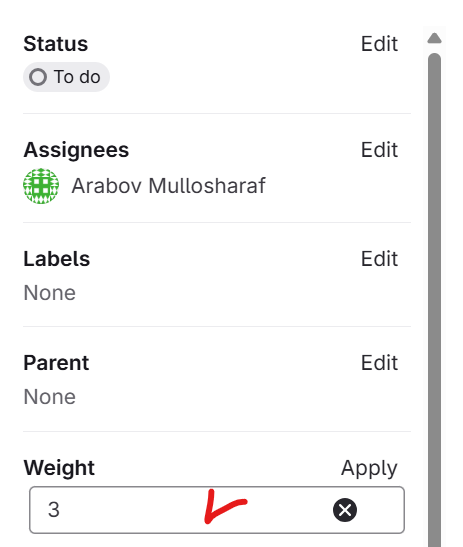 Status Edit
To do
Assignees Edit
Arabov Mullosharaf
Labels Edit
None
Parent Edit
None
Weight Apply
3